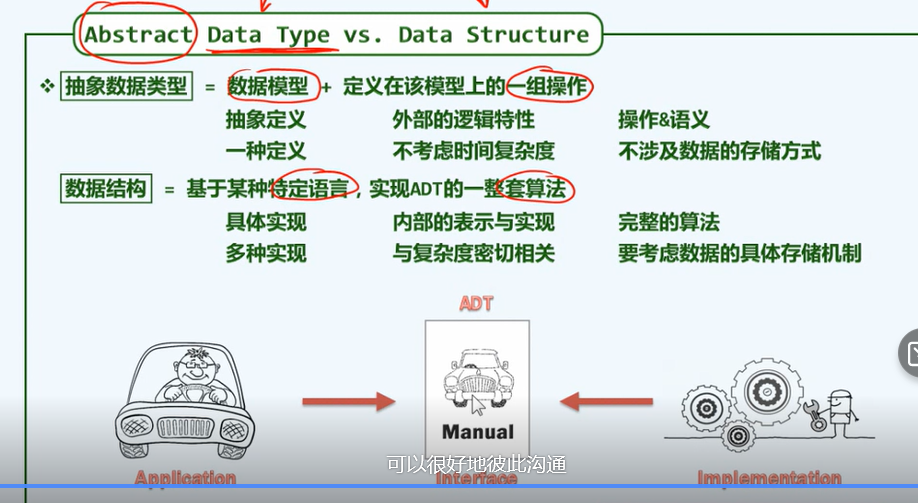 Abstract Data Type vs. Data Structure
❖ 抽象数据类型 = 数据模型 + 定义在该模型上的一组操作
抽象定义 外部的逻辑特性 操作&语义
一种定义 不考虑时间复杂度 不涉及数据的存储方式
数据结构 = 基于某种特定语言，实现ADT的一整套算法
具体实现 内部的表示与实现 完整的算法
多种实现 与复杂度密切相关 要考虑数据的具体存储机制
ADT
Manual
可以很好地彼此沟通
Application Interface Implementation